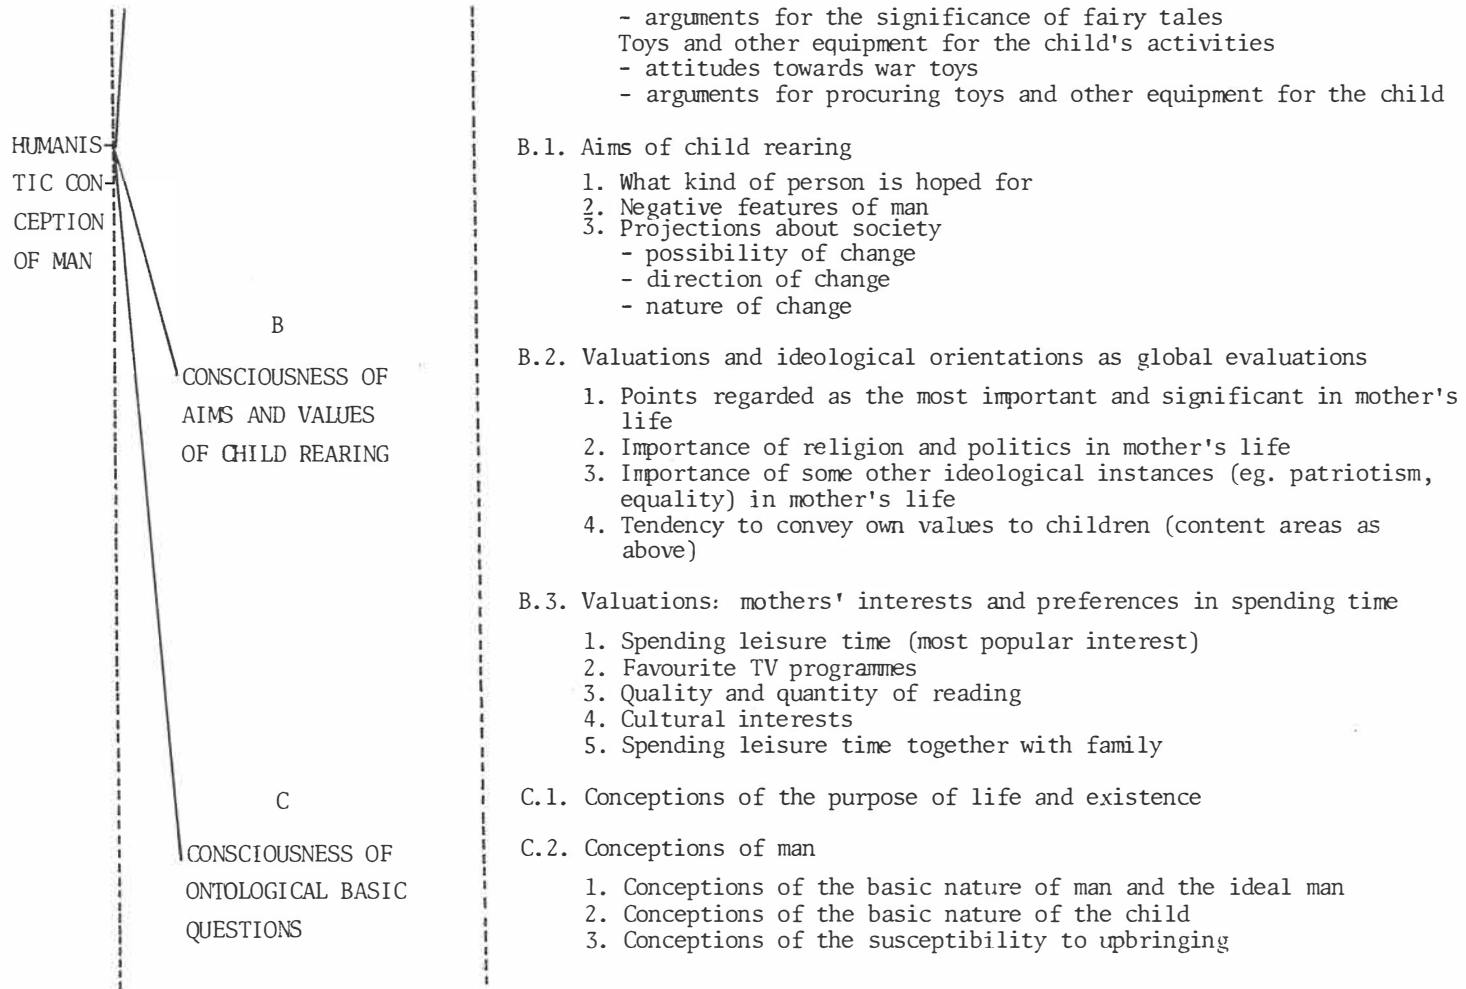 - arguments for the significance of fairy tales
Toys and other equipment for the child's activities
- attitudes towards war toys
- arguments for procuring toys and other equipment for the child
HUMANIS-
TIC CON-
CEPTION
OF MAN
B.1. Aims of child rearing
1. What kind of person is hoped for
2. Negative features of man
3. Projections about society
- possibility of change
- direction of change
- nature of change
B
CONSCIOUSNESS OF
AIMS AND VALUES
OF CHILD REARING
B.2. Valuations and ideological orientations as global evaluations
1. Points regarded as the most important and significant in mother's
life
2. Importance of religion and politics in mother's life
3. Importance of some other ideological instances (eg. patriotism,
equality) in mother's life
4. Tendency to convey own values to children (content areas as
above)
B.3. Valuations: mothers' interests and preferences in spending time
1. Spending leisure time (most popular interest)
2. Favourite TV programmes
3. Quality and quantity of reading
4. Cultural interests
5. Spending leisure time together with family
C
CONSCIOUSNESS OF
ONTOLOGICAL BASIC
QUESTIONS
C.1. Conceptions of the purpose of life and existence
C.2. Conceptions of man
1. Conceptions of the basic nature of man and the ideal man
2. Conceptions of the basic nature of the child
3. Conceptions of the susceptibility to upbringing